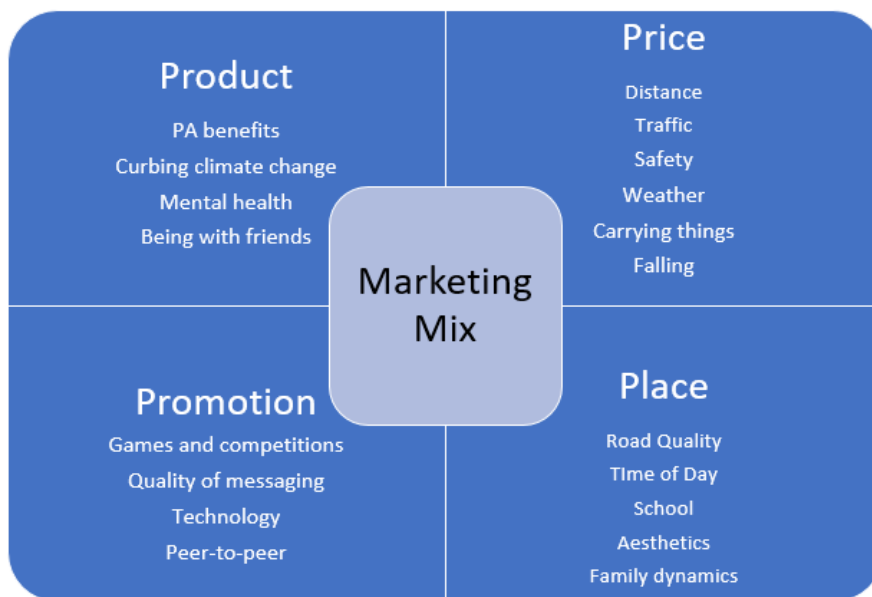 Product
PA benefits
Curbing climate change
Mental health
Being with friends
Price
Distance
Traffic
Safety
Weather
Carrying things
Falling
Marketing
Mix
Promotion
Games and competitions
Quality of messaging
Technology
Peer-to-peer
Place
Road Quality
TIme of Day
School
Aesthetics
Family dynamics